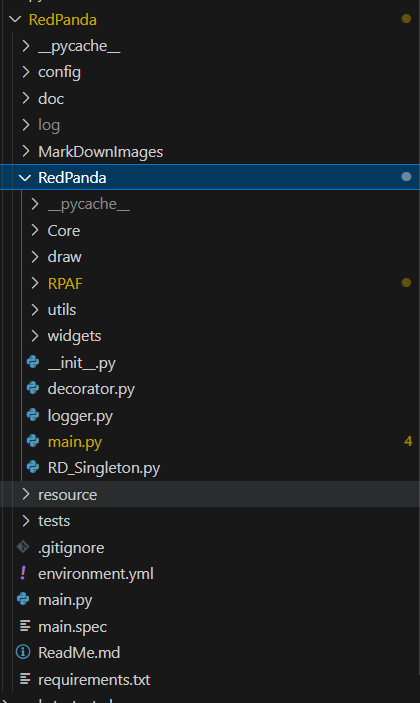 RedPanda
__pycache__
config
doc
log
MarkDownImages
RedPanda
__pycache__
Core
draw
RPAF
utils
widgets
__init__.py
decorator.py
logger.py
main.py 4
RD_Singleton.py
resource
tests
.gitignore
! environment.yml
main.py
main.spec
ReadMe.md
requirements.txt